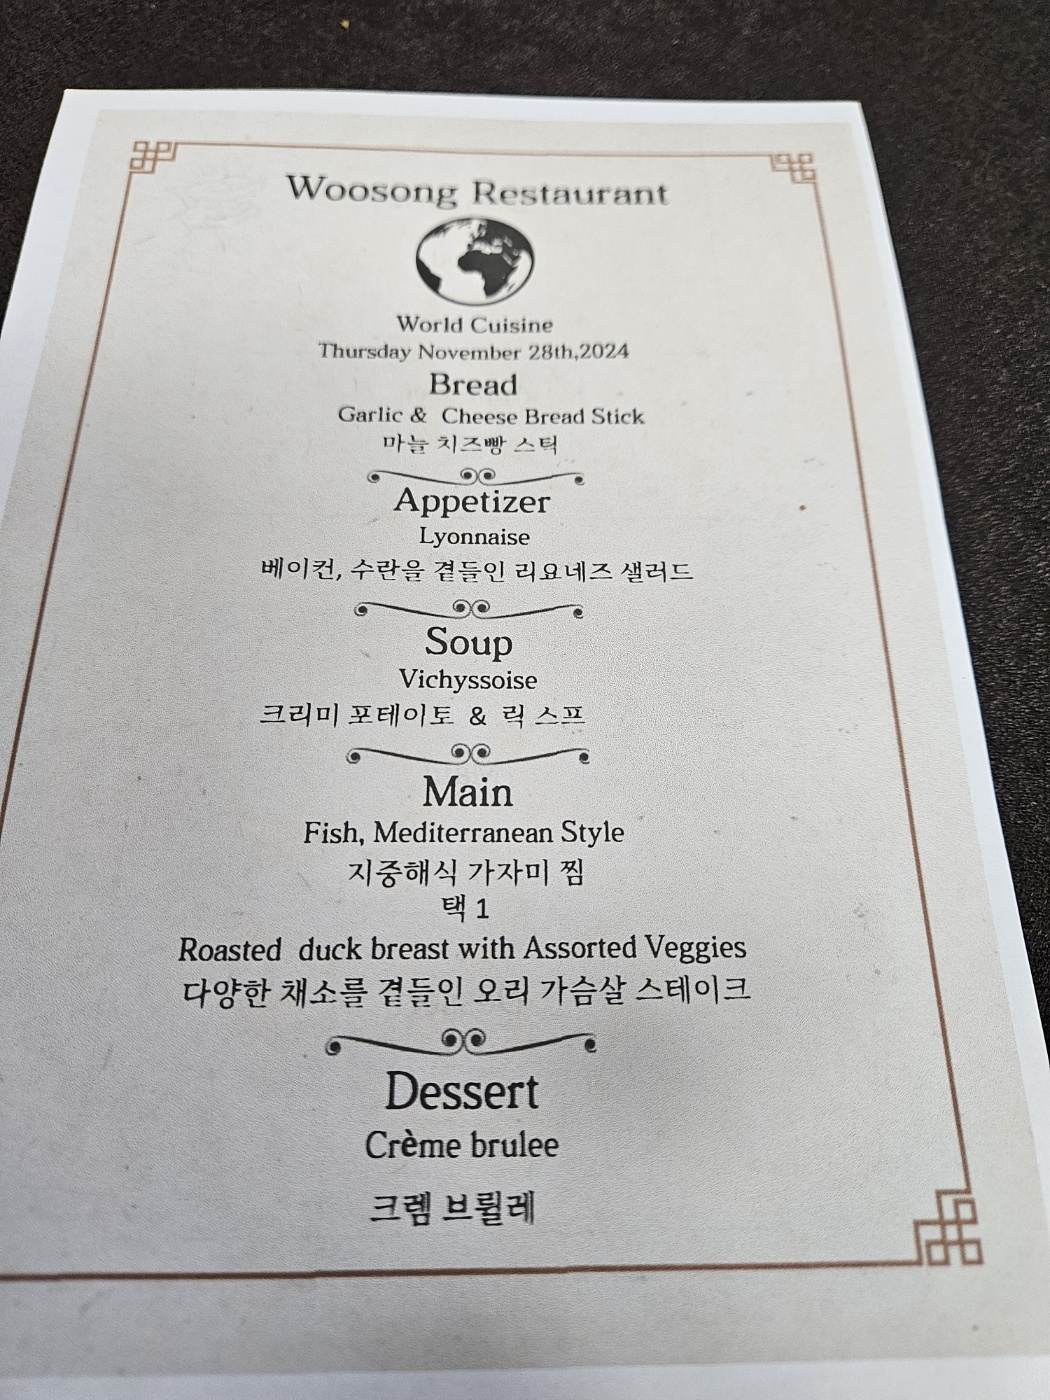 Woosong Restaurant
World Cuisine
Thursday November 28th,2024
Bread
Garlic &  Cheese Bread Stick
마늘 치즈빵 스틱
Appetizer
Lyonnaise
베이컨, 수란을 곁들인 리요네즈 샐러드
Soup
Vichyssoise
크리미 포테이토 & 릭 스프
Main
Fish, Mediterranean Style
지중해식 가자미 찜
택 1
Roasted  duck breast with Assorted Veggies
다양한 채소를 곁들인 오리 가슴살 스테이크
Dessert
Crème brulee
크렘 브륄레